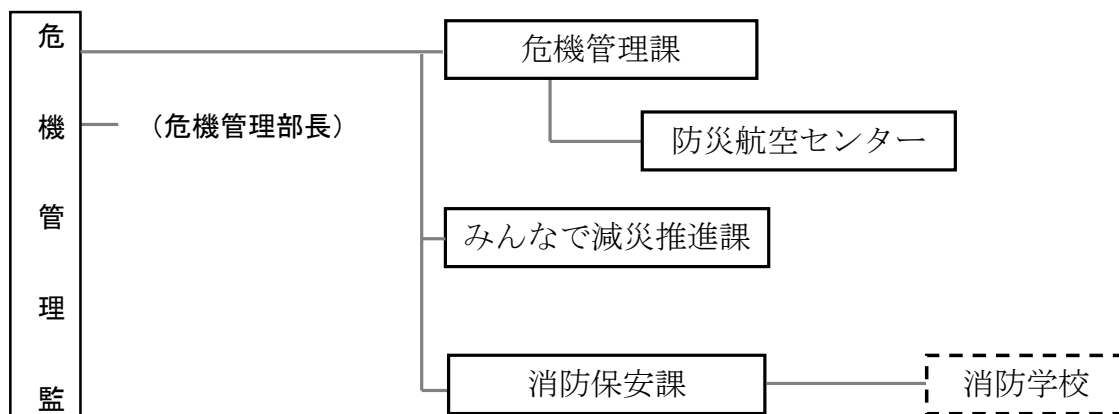 危機管理監
（危機管理部長）
危機管理課
防災航空センター
みんなで減災推進課
消防保安課
消防学校